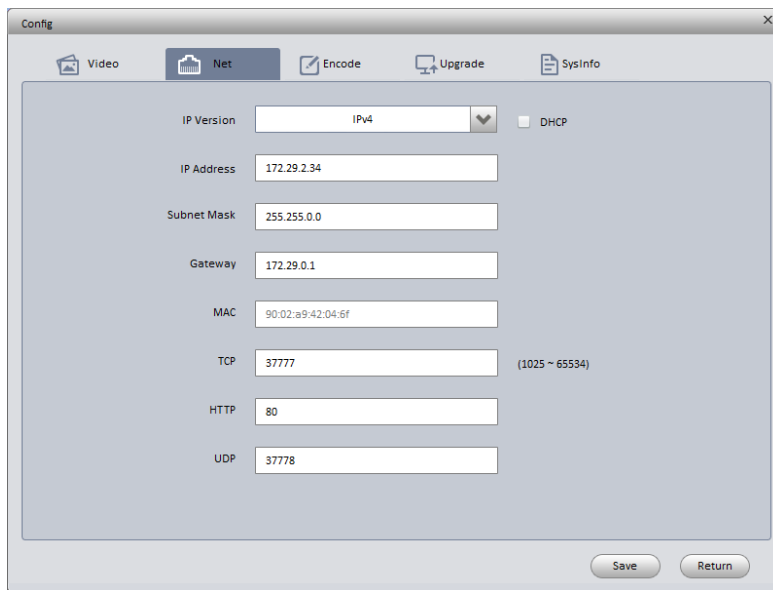 Config
Video Net Encode Upgrade SysInfo
IP Version IPv4 DHCP
IP Address 172.29.2.34
Subnet Mask 255.255.0.0
Gateway 172.29.0.1
MAC 90:02:a9:42:04:6f
TCP 37777 (1025 ~ 65534)
HTTP 80
UDP 37778
Save Return